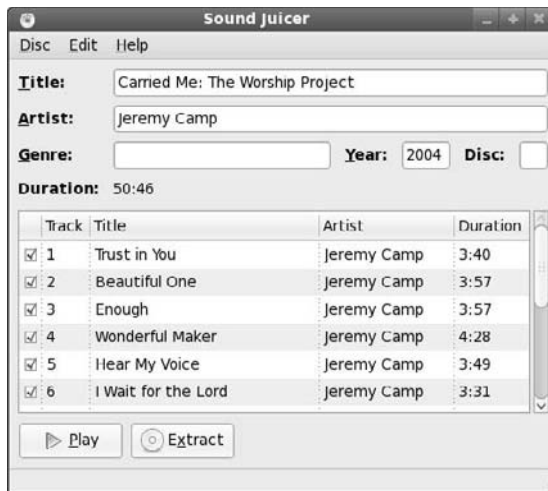 Sound Juicer
Disc Edit Help
Title: Carried Me: The Worship Project
Artist: Jeremy Camp
Genre: Year: 2004 Disc:
Duration: 50:46
Track Title Artist Duration
1 Trust in You Jeremy Camp 3:40
2 Beautiful One Jeremy Camp 3:57
3 Enough Jeremy Camp 3:57
4 Wonderful Maker Jeremy Camp 4:28
5 Hear My Voice Jeremy Camp 3:49
6 I Wait for the Lord Jeremy Camp 3:31
Play Extract